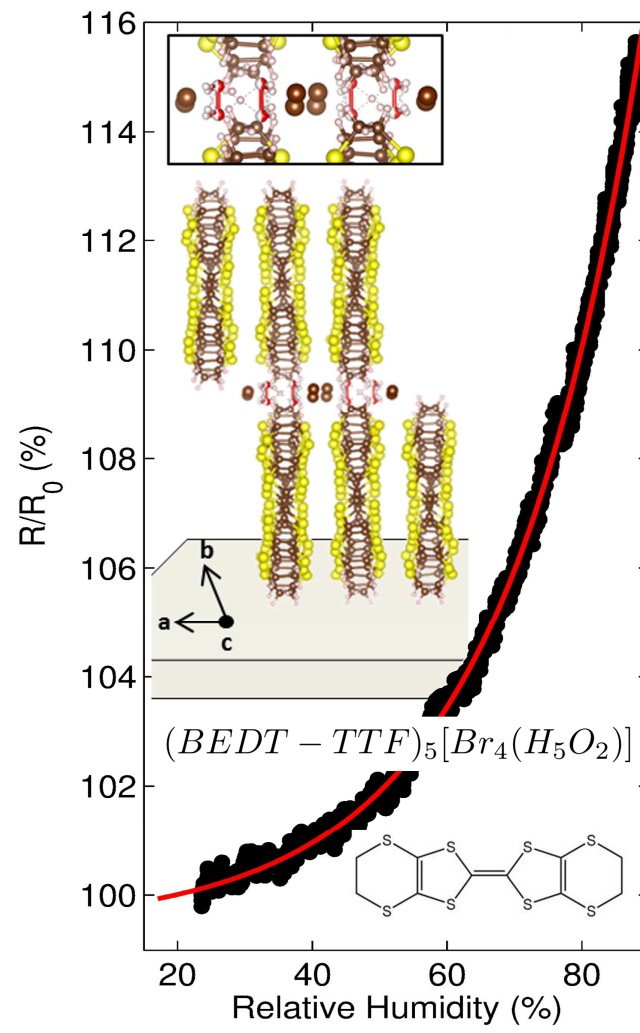 116
114
112
110
108
106
104
102
100
R/R0 (%)
b
a
c
(BEDT − TTF)5[Br4(H5O2)]
S S S S
S S S S
20 40 60 80
Relative Humidity (%)